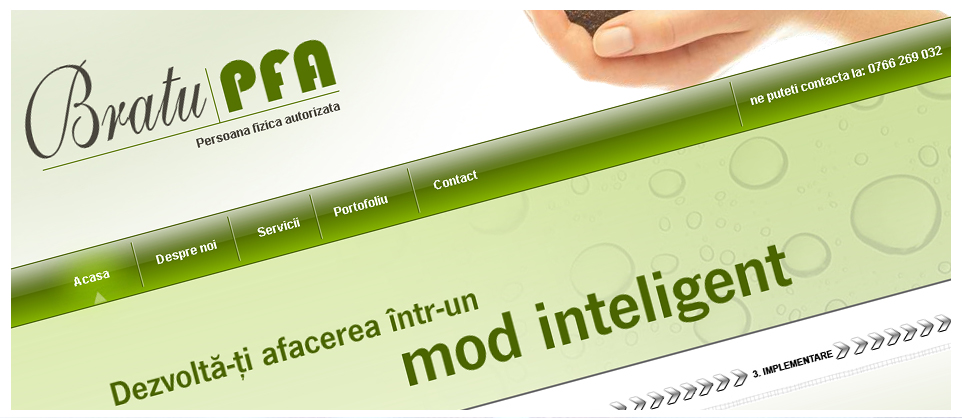 Bratu PFA
Persoana fizica autorizata
ne puteti contacta la: 0766 269 032
Acasa
Despre noi
Servicii
Portofoliu
Contact
Dezvoltă-ți afacerea într-un
mod inteligent
3. IMPLEMENTARE